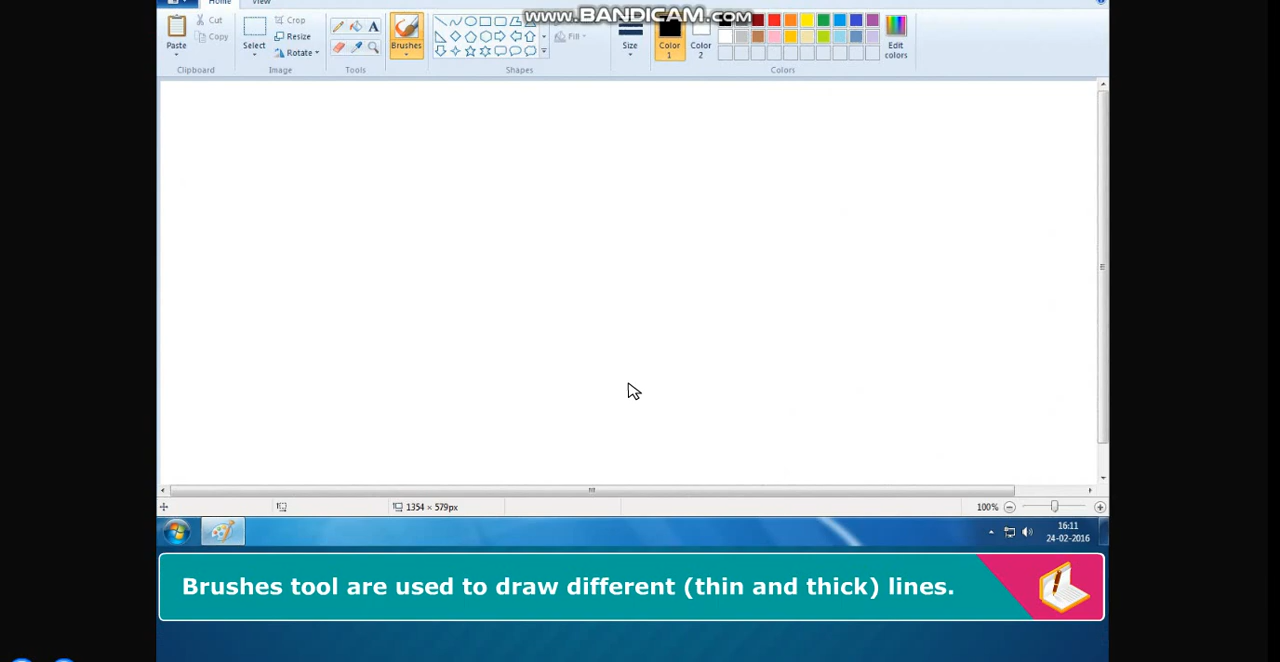 Home View
www.BANDICAM.com
Cut
Copy
Paste
Clipboard
Select
Crop
Resize
Rotate
Image
A
Tools
Brushes
Shapes
Fill
Size
Color 1
Color 2
Edit colors
Colors
1354 × 579px
100%
16:11
24-02-2016
Brushes tool are used to draw different (thin and thick) lines.